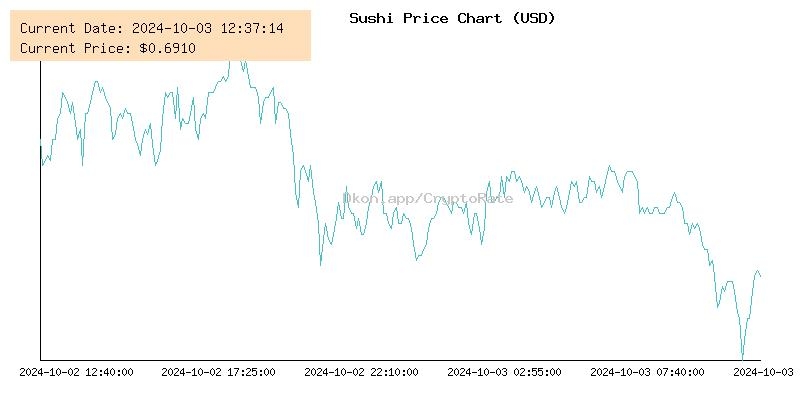 Sushi Price Chart (USD)
Current Date: 2024-10-03 12:37:14
Current Price: $0.6910
Dkon.app/CryptoRate
2024-10-02 12:40:00 2024-10-02 17:25:00 2024-10-02 22:10:00 2024-10-03 02:55:00 2024-10-03 07:40:00 2024-10-03